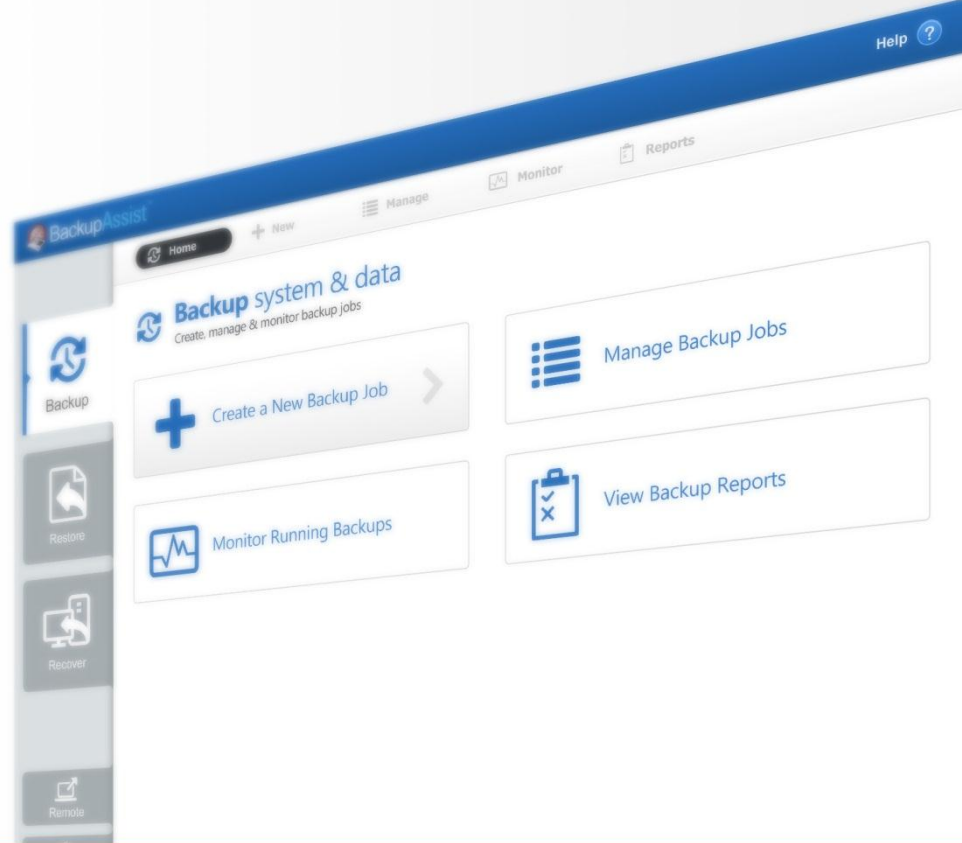 Help ?
BackupAssist™
Home
New
Manage
Monitor
Reports
Backup system & data
Create, manage & monitor backup jobs
Backup
Create a New Backup Job
Manage Backup Jobs
Restore
Monitor Running Backups
View Backup Reports
Recover
Remote